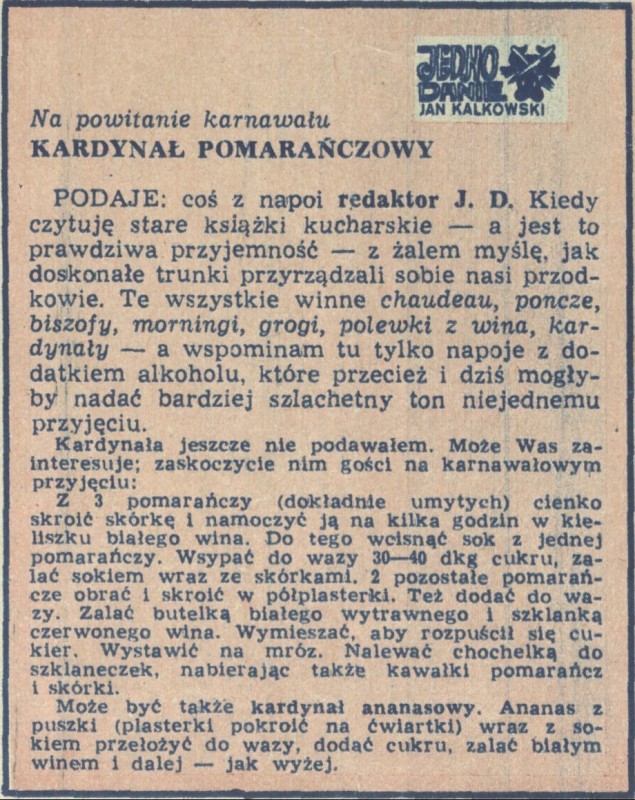 JEDNO
DANIE
JAN KALKOWSKI
Na powitanie karnawału
KARDYNAŁ POMARAŃCZOWY
PODAJE: coś z napoi redaktor J. D. Kiedy
czytuję stare książki kucharskie — a jest to
prawdziwa przyjemność — z żalem myślę, jak
doskonałe trunki przyrządzali sobie nasi przod-
kowie. Te wszystkie winne chaudeau, poncze,
biszofy, morningi, grogi, polewki z wina, kar-
dynały — a wspominam tu tylko napoje z do-
datkiem alkoholu, które przecież i dziś mogły-
by nadać bardziej szlachetny ton niejednemu
przyjęciu.
Kardynała jeszcze nie podawałem. Może Was za-
interesuje; zaskoczycie nim gości na karnawałowym
przyjęciu:
Z 3 pomarańczy (dokładnie umytych) cienko
skroić skórkę i namoczyć ją na kilka godzin w kie-
liszku białego wina. Do tego wcisnąć sok z jednej
pomarańczy. Wsypać do wazy 30—40 dkg cukru, za-
lać sokiem wraz ze skórkami. 2 pozostałe pomarań-
cze obrać i skroić w półplasterki. Też dodać do wa-
zy. Zalać butelką białego wytrawnego i szklanką
czerwonego wina. Wymieszać, aby rozpuścił się cu-
kier. Wystawić na mróz. Nalewać chochelką do
szklaneczek, nabierając także kawałki pomarańcz
i skórki.
Może być także kardynał ananasowy. Ananas z
puszki (plasterki pokroić na ćwiartki) wraz z so-
kiem przełożyć do wazy, dodać cukru, zalać białym
winem i dalej — jak wyżej.